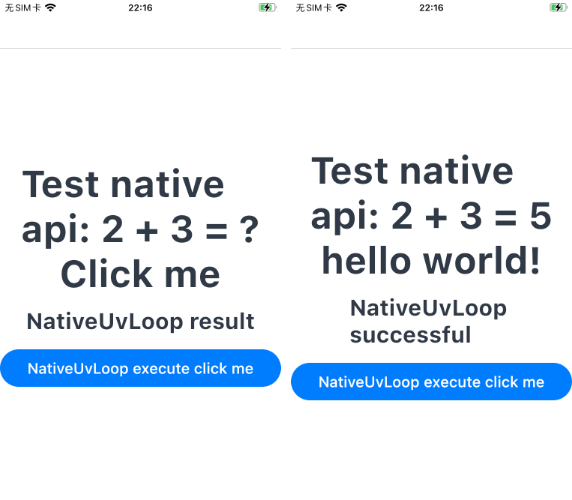 无SIM卡
22:16
Test native
api: 2 + 3 = ?
Click me
NativeUvLoop result
NativeUvLoop execute click me
无SIM卡
22:16
Test native
api: 2 + 3 = 5
hello world!
NativeUvLoop
successful
NativeUvLoop execute click me